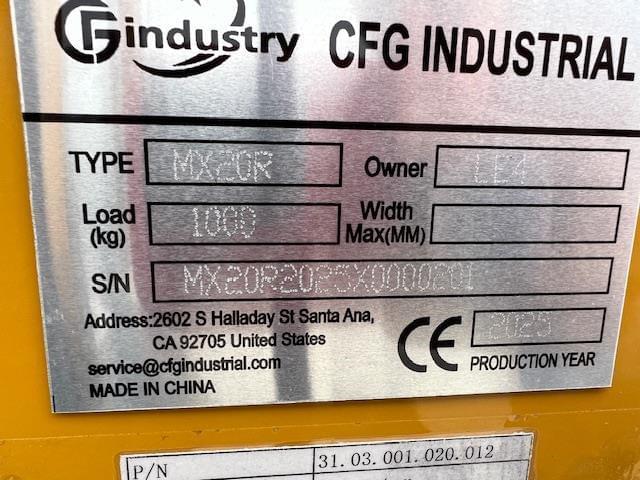 CFG industry CFG INDUSTRIAL
TYPE MX20R Owner LE4
Load (kg) 1000 Width Max(MM)
S/N MX20R2025X0000201
Address:2602 S Halladay St Santa Ana,
CA 92705 United States
service@cfgindustrial.com
MADE IN CHINA
CE 2025
PRODUCTION YEAR
P/N 31.03.001.020.012